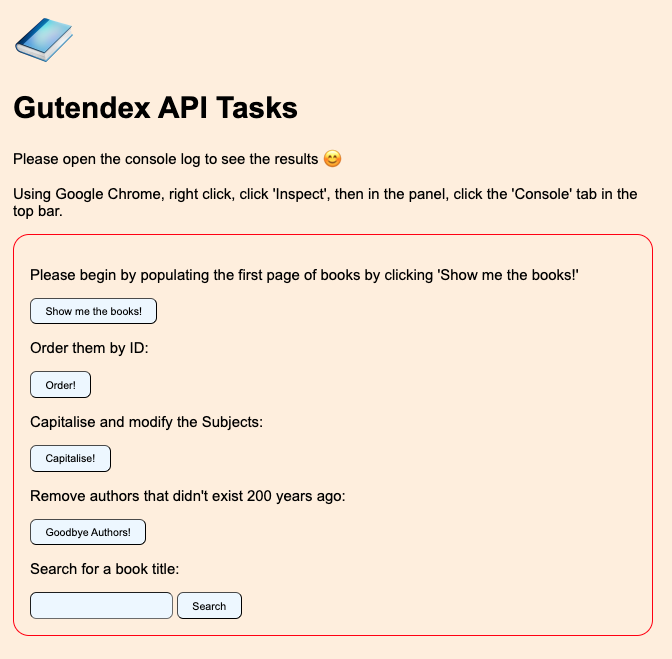 Gutendex API Tasks
Please open the console log to see the results 😊
Using Google Chrome, right click, click 'Inspect', then in the panel, click the 'Console' tab in the
top bar.
Please begin by populating the first page of books by clicking 'Show me the books!'
Show me the books!
Order them by ID:
Order!
Capitalise and modify the Subjects:
Capitalise!
Remove authors that didn't exist 200 years ago:
Goodbye Authors!
Search for a book title:
Search